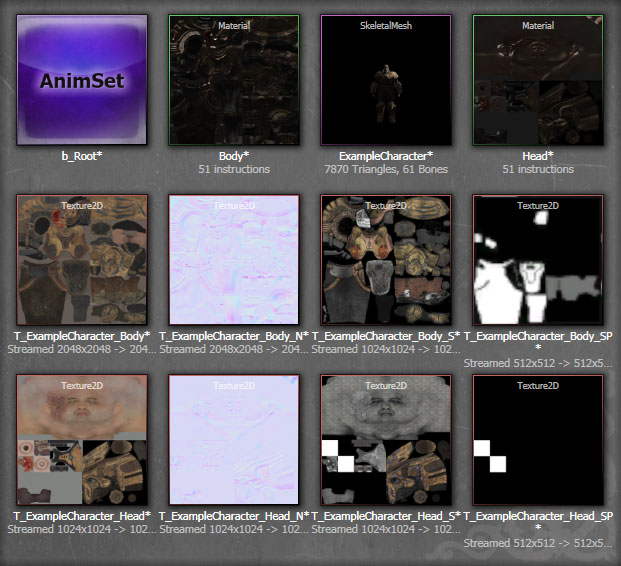 Material
SkeletalMesh
Material
AnimSet
b_Root*
Body*
ExampleCharacter*
Head*
51 instructions
7870 Triangles, 61 Bones
51 instructions
Texture2D
Texture2D
Texture2D
Texture2D
T_ExampleCharacter_Body*
T_ExampleCharacter_Body_N*
T_ExampleCharacter_Body_S*
T_ExampleCharacter_Body_SP
*
Streamed 2048x2048 -> 204...
Streamed 2048x2048 -> 204...
Streamed 1024x1024 -> 102...
Streamed 512x512 -> 512x5...
Texture2D
Texture2D
Texture2D
Texture2D
T_ExampleCharacter_Head*
T_ExampleCharacter_Head_N*
T_ExampleCharacter_Head_S*
T_ExampleCharacter_Head_SP
*
Streamed 1024x1024 -> 102...
Streamed 1024x1024 -> 102...
Streamed 1024x1024 -> 102...
Streamed 512x512 -> 512x5...